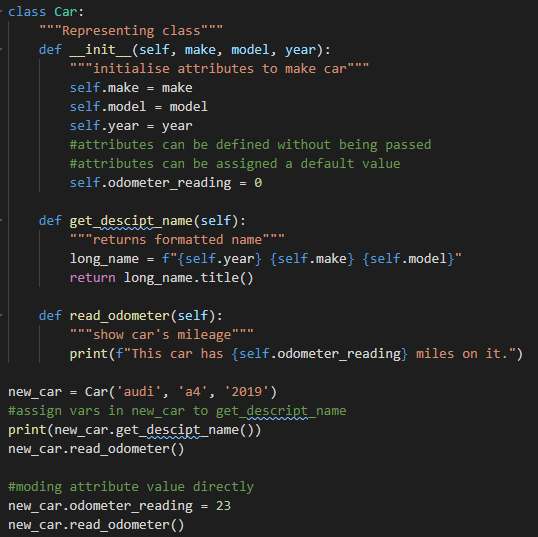 class Car:
    """Representing class"""
    def __init__(self, make, model, year):
        """initialise attributes to make car"""
        self.make = make
        self.model = model
        self.year = year
        #attributes can be defined without being passed
        #attributes can be assigned a default value
        self.odometer_reading = 0

    def get_descipt_name(self):
        """returns formatted name"""
        long_name = f"{self.year} {self.make} {self.model}"
        return long_name.title()

    def read_odometer(self):
        """show car's mileage"""
        print(f"This car has {self.odometer_reading} miles on it.")

new_car = Car('audi', 'a4', '2019')
#assign vars in new_car to get_descript_name
print(new_car.get_descipt_name())
new_car.read_odometer()

#moding attribute value directly
new_car.odometer_reading = 23
new_car.read_odometer()